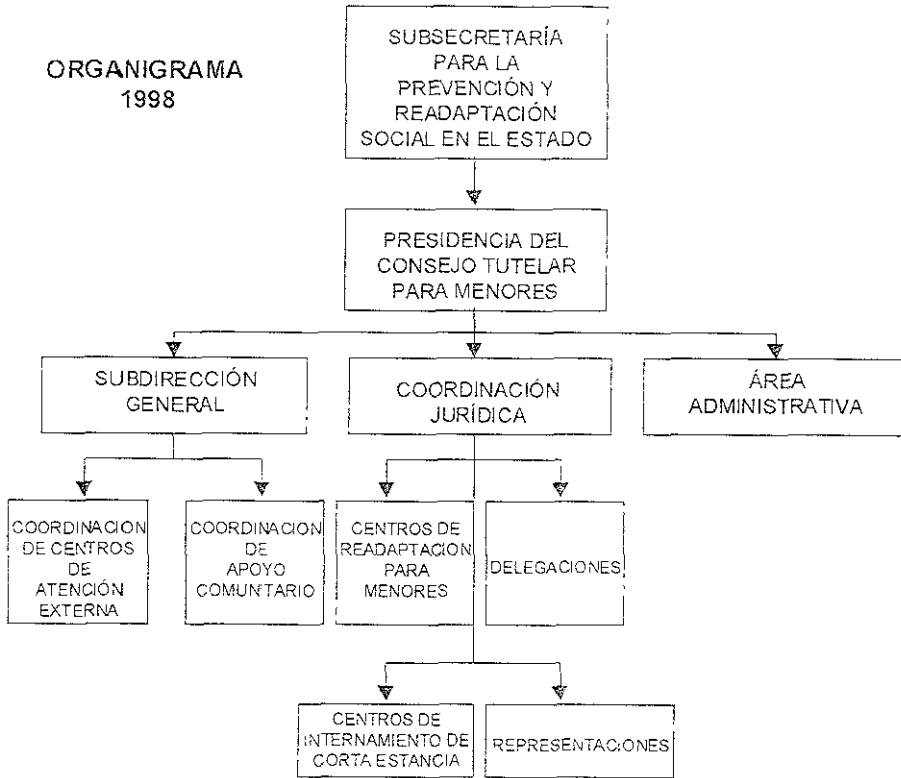 ORGANIGRAMA
1998
SUBSECRETARÍA
PARA LA
PREVENCIÓN Y
READAPTACIÓN
SOCIAL EN EL ESTADO
PRESIDENCIA DEL
CONSEJO TUTELAR
PARA MENORES
SUBDIRECCIÓN
GENERAL
COORDINACIÓN
JURÍDICA
ÁREA
ADMINISTRATIVA
COORDINACION
DE CENTROS
DE
ATENCIÓN
EXTERNA
COORDINACION
DE
APOYO
COMUNTARIO
CENTROS DE
READAPTACION
PARA
MENORES
DELEGACIONES
CENTROS DE
INTERNAMIENTO DE
CORTA ESTANCIA
REPRESENTACIONES